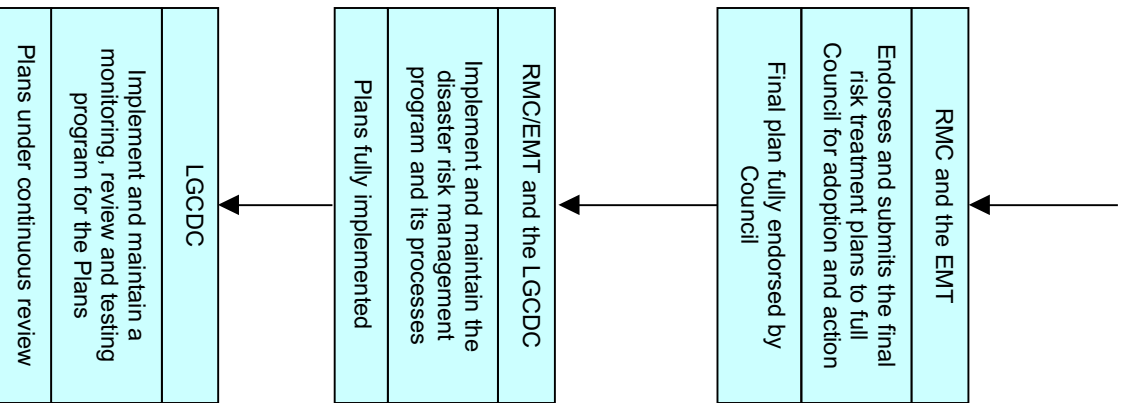 RMC and the EMT
Endorses and submits the final
risk treatment plans to full
Council for adoption and action
Final plan fully endorsed by
Council
RMC/EMT and the LGCDC
Implement and maintain the
disaster risk management
program and its processes
Plans fully implemented
LGCDC
Implement and maintain a
monitoring, review and testing
program for the Plans
Plans under continuous review